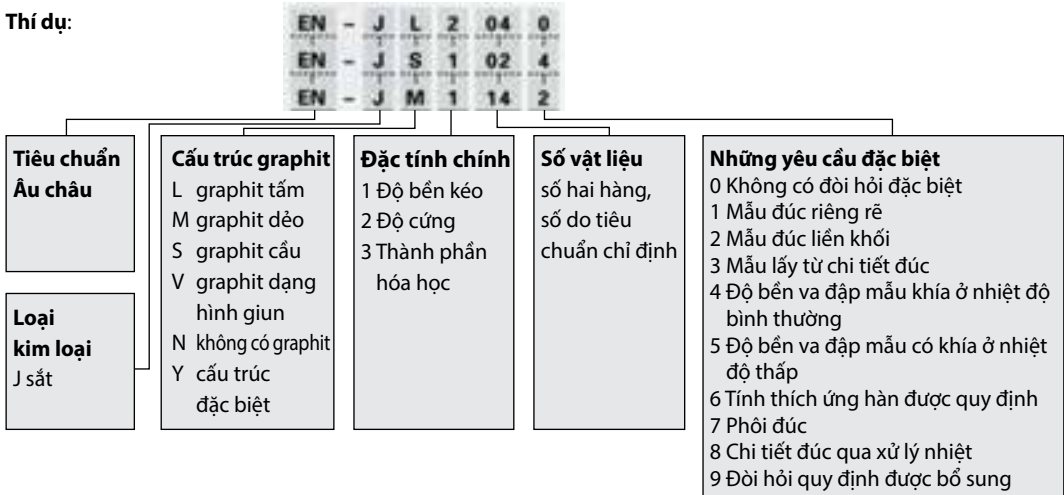 Thí dụ:
EN - J L 2 04 0
EN - J S 1 02 4
EN - J M 1 14 2
Tiêu chuẩn
Âu châu
Loại
kim loại
J sắt
Cấu trúc graphit
L graphit tấm
M graphit dẻo
S graphit cầu
V graphit dạng
hình giun
N không có graphit
Y cấu trúc
đặc biệt
Đặc tính chính
1 Độ bền kéo
2 Độ cứng
3 Thành phần
hóa học
Số vật liệu
số hai hàng,
số do tiêu
chuẩn chỉ định
Những yêu cầu đặc biệt
0 Không có đòi hỏi đặc biệt
1 Mẫu đúc riêng rẽ
2 Mẫu đúc liền khối
3 Mẫu lấy từ chi tiết đúc
4 Độ bền va đập mẫu khía ở nhiệt độ
bình thường
5 Độ bền va đập mẫu có khía ở nhiệt
độ thấp
6 Tính thích ứng hàn được quy định
7 Phôi đúc
8 Chi tiết đúc qua xử lý nhiệt
9 Đòi hỏi quy định được bổ sung